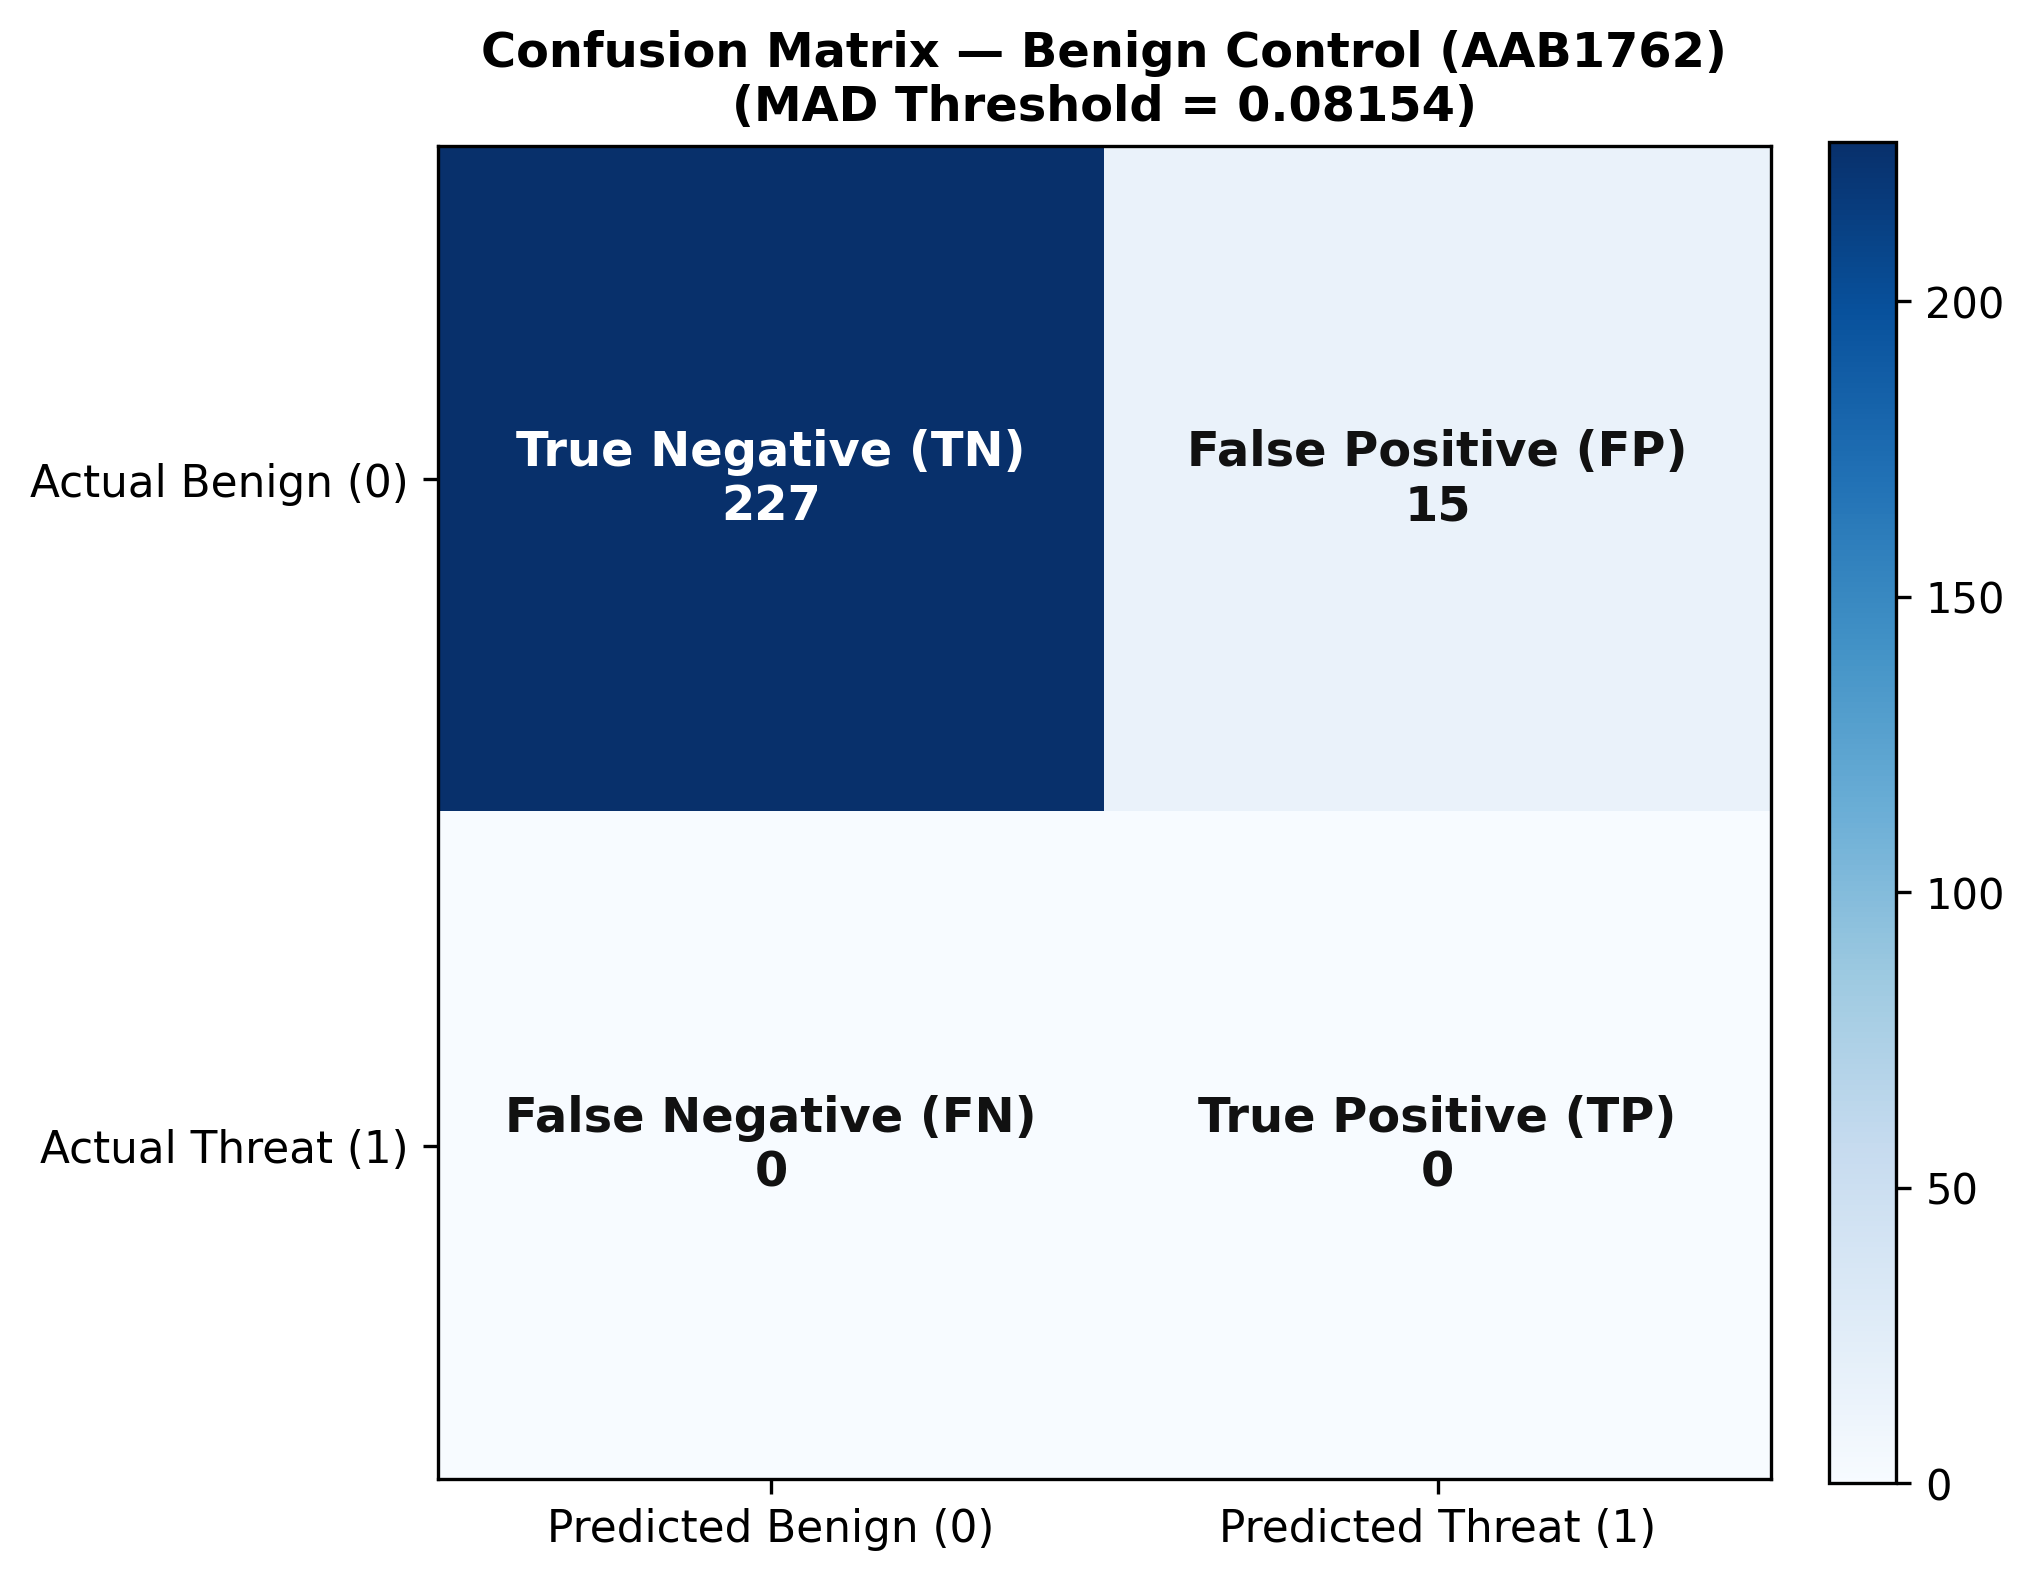 Confusion Matrix — Benign Control (AAB1762)
(MAD Threshold = 0.08154)
Actual Benign (0)
True Negative (TN)
227
False Positive (FP)
15
Actual Threat (1)
False Negative (FN)
0
True Positive (TP)
0
Predicted Benign (0)
Predicted Threat (1)
200
150
100
50
0